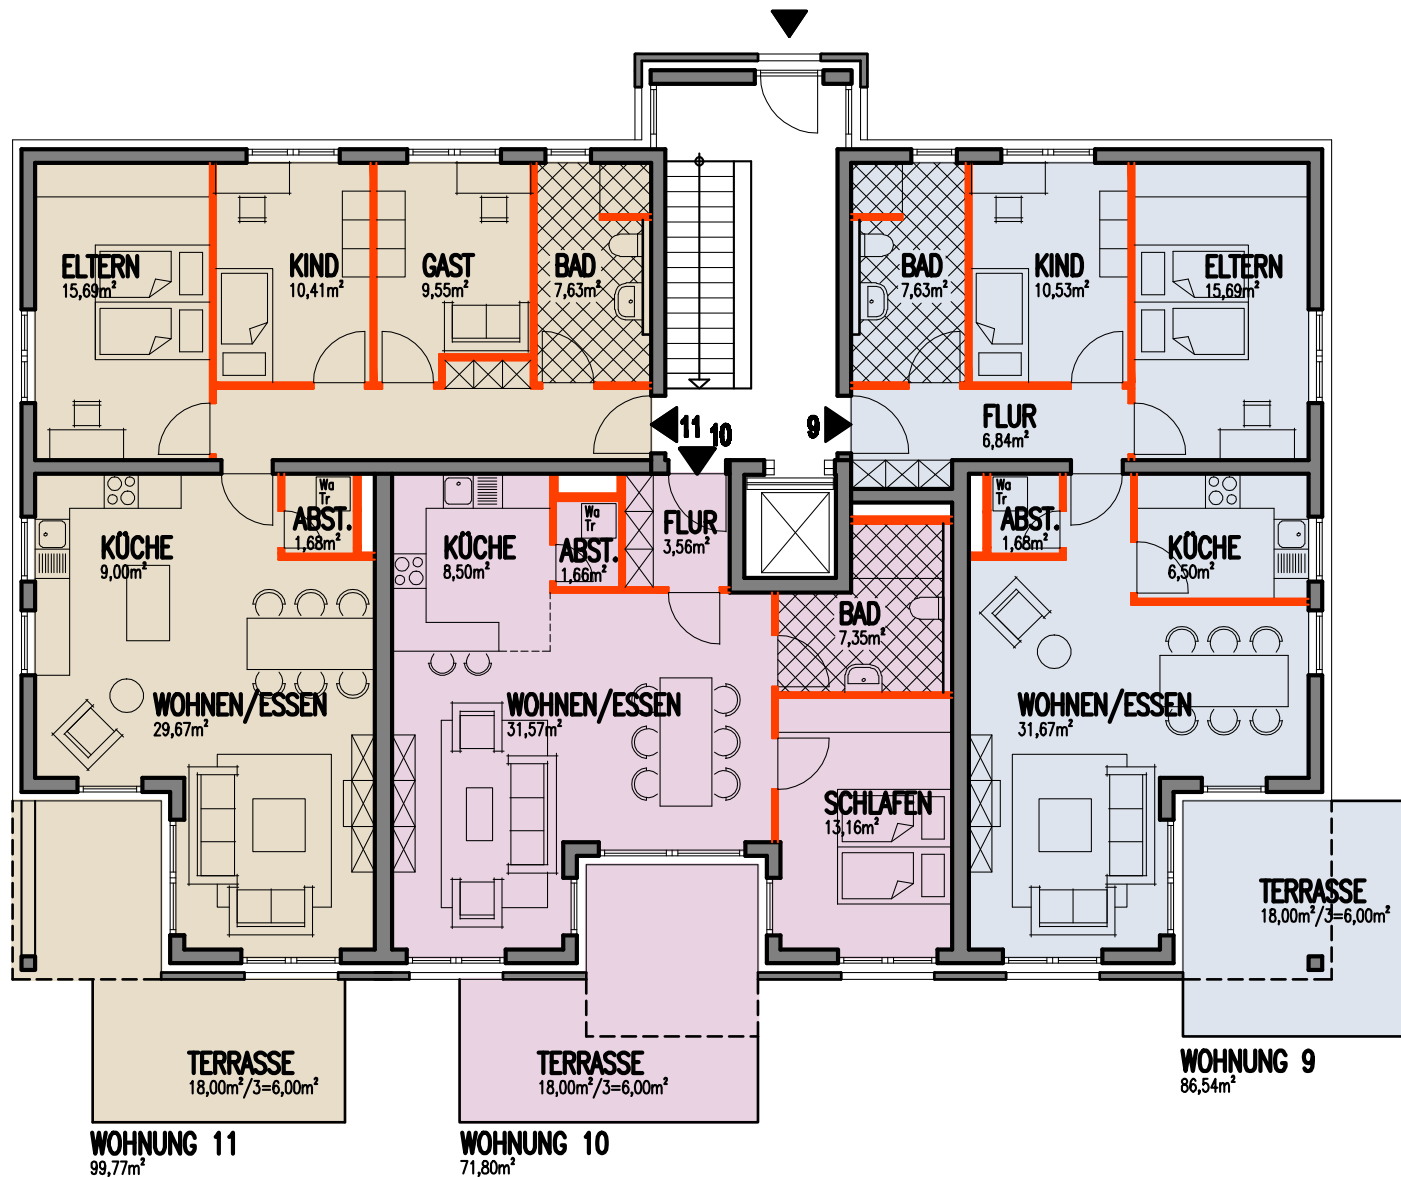 ELTERN
15,69m²
KIND
10,41m²
GAST
9,55m²
BAD
7,63m²
BAD
7,63m²
KIND
10,53m²
ELTERN
15,69m²
11
10
9
FLUR
6,84m²
Wa
Tr
ABST.
1,68m²
KÜCHE
9,00m²
KÜCHE
8,50m²
Wa
Tr
ABST.
1,66m²
FLUR
3,56m²
Wa
Tr
ABST.
1,68m²
KÜCHE
6,50m²
BAD
7,35m²
WOHNEN/ESSEN
29,67m²
WOHNEN/ESSEN
31,57m²
WOHNEN/ESSEN
31,67m²
SCHLAFEN
13,16m²
TERRASSE
18,00m²/3=6,00m²
TERRASSE
18,00m²/3=6,00m²
TERRASSE
18,00m²/3=6,00m²
WOHNUNG 9
86,54m²
WOHNUNG 11
99,77m²
WOHNUNG 10
71,80m²